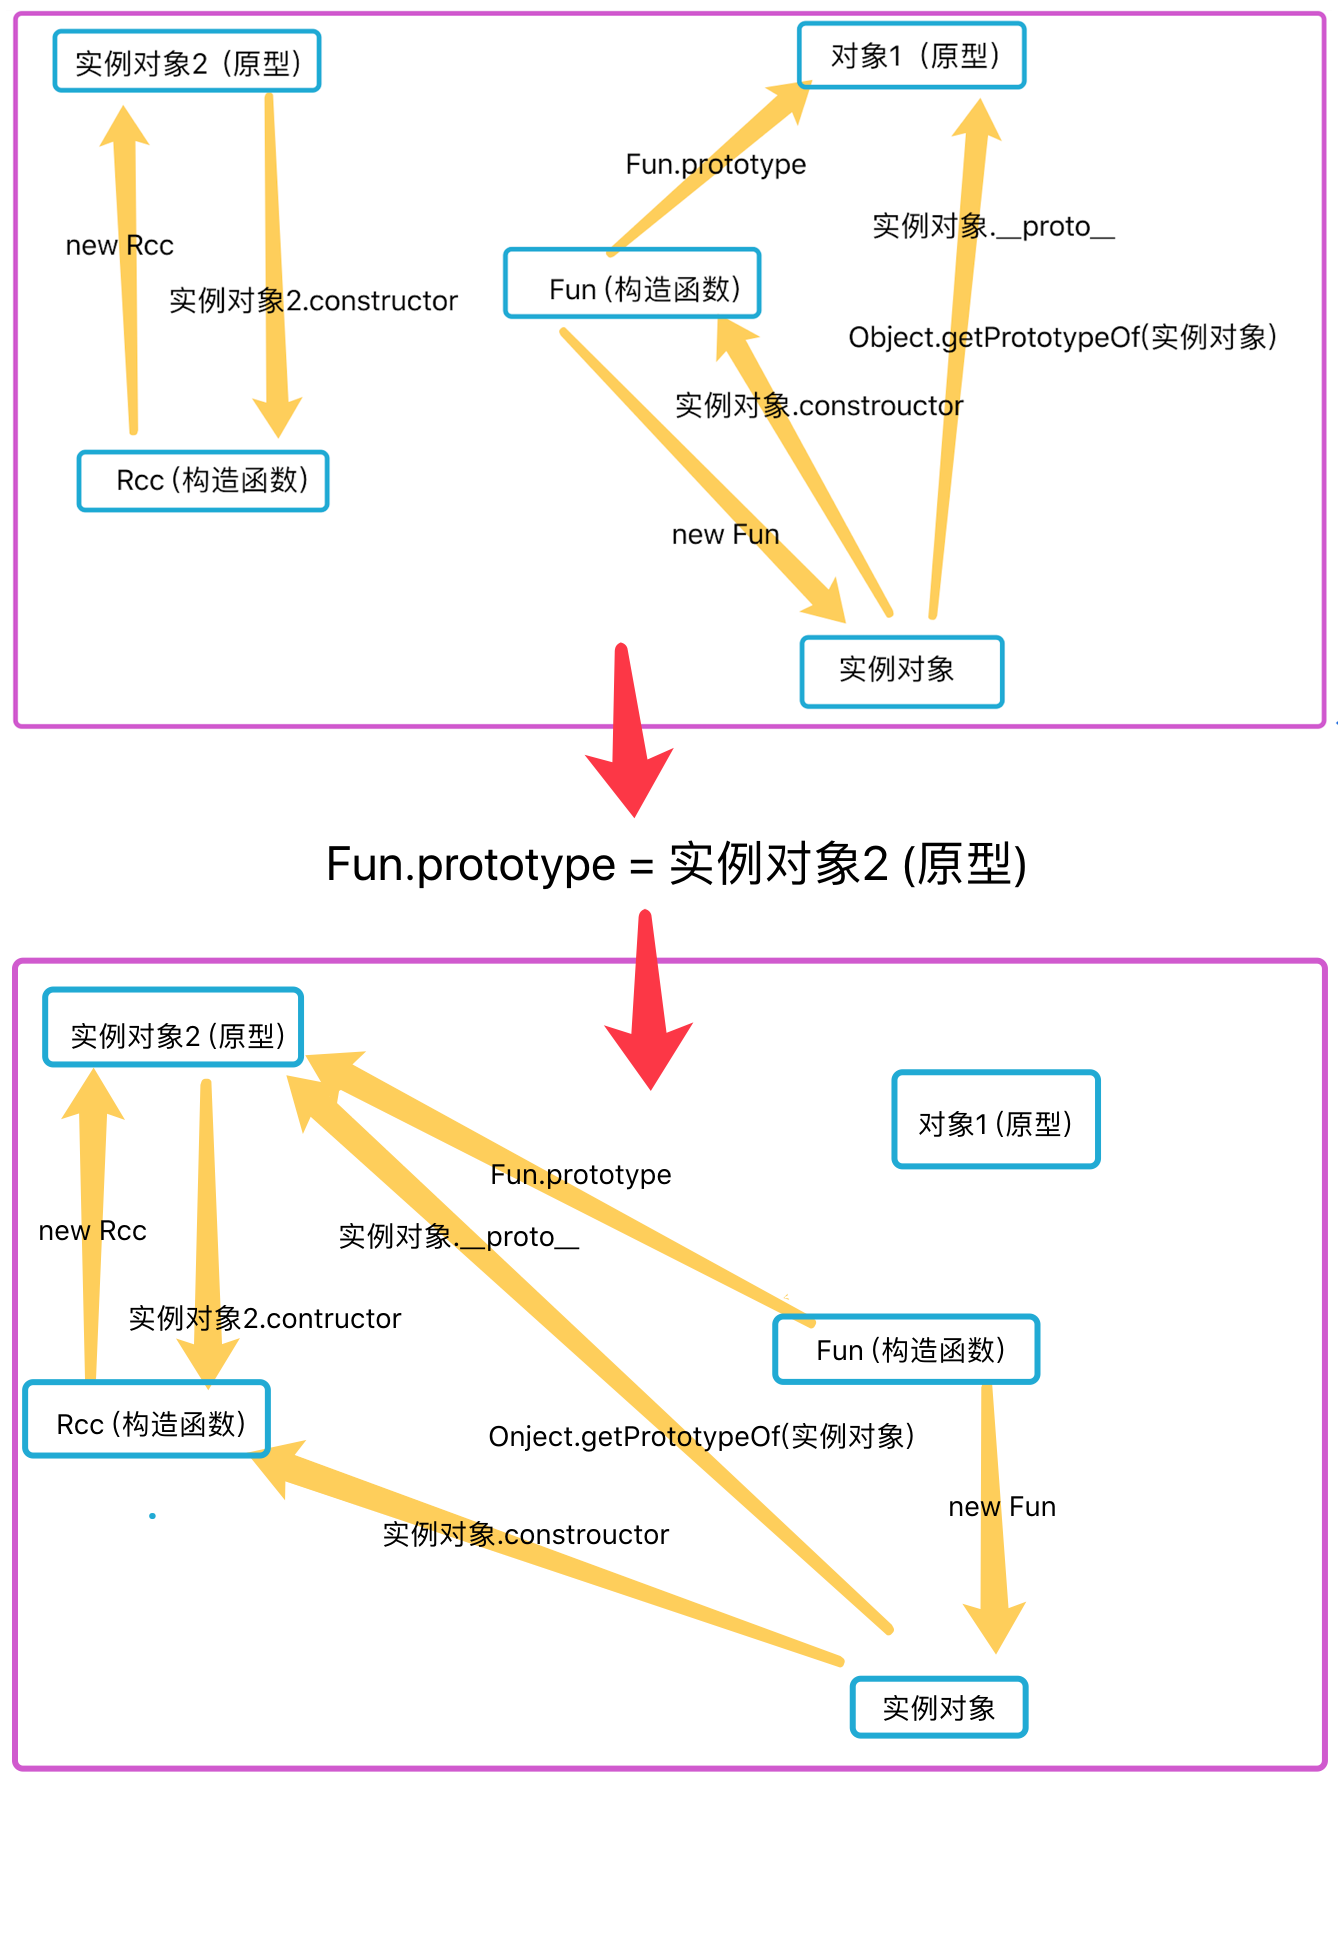 实例对象2（原型）
对象1（原型）
Fun.prototype
new Rcc
实例对象.__proto__
实例对象2.constructor
Fun (构造函数)
Object.getPrototypeOf(实例对象)
实例对象.constrouctor
Rcc (构造函数)
new Fun
实例对象
Fun.prototype = 实例对象2 (原型)
实例对象2 (原型)
对象1 (原型)
Fun.prototype
new Rcc
实例对象.__proto__
实例对象2.contructor
Fun (构造函数)
Rcc (构造函数)
Onject.getPrototypeOf(实例对象)
new Fun
实例对象.constrouctor
实例对象